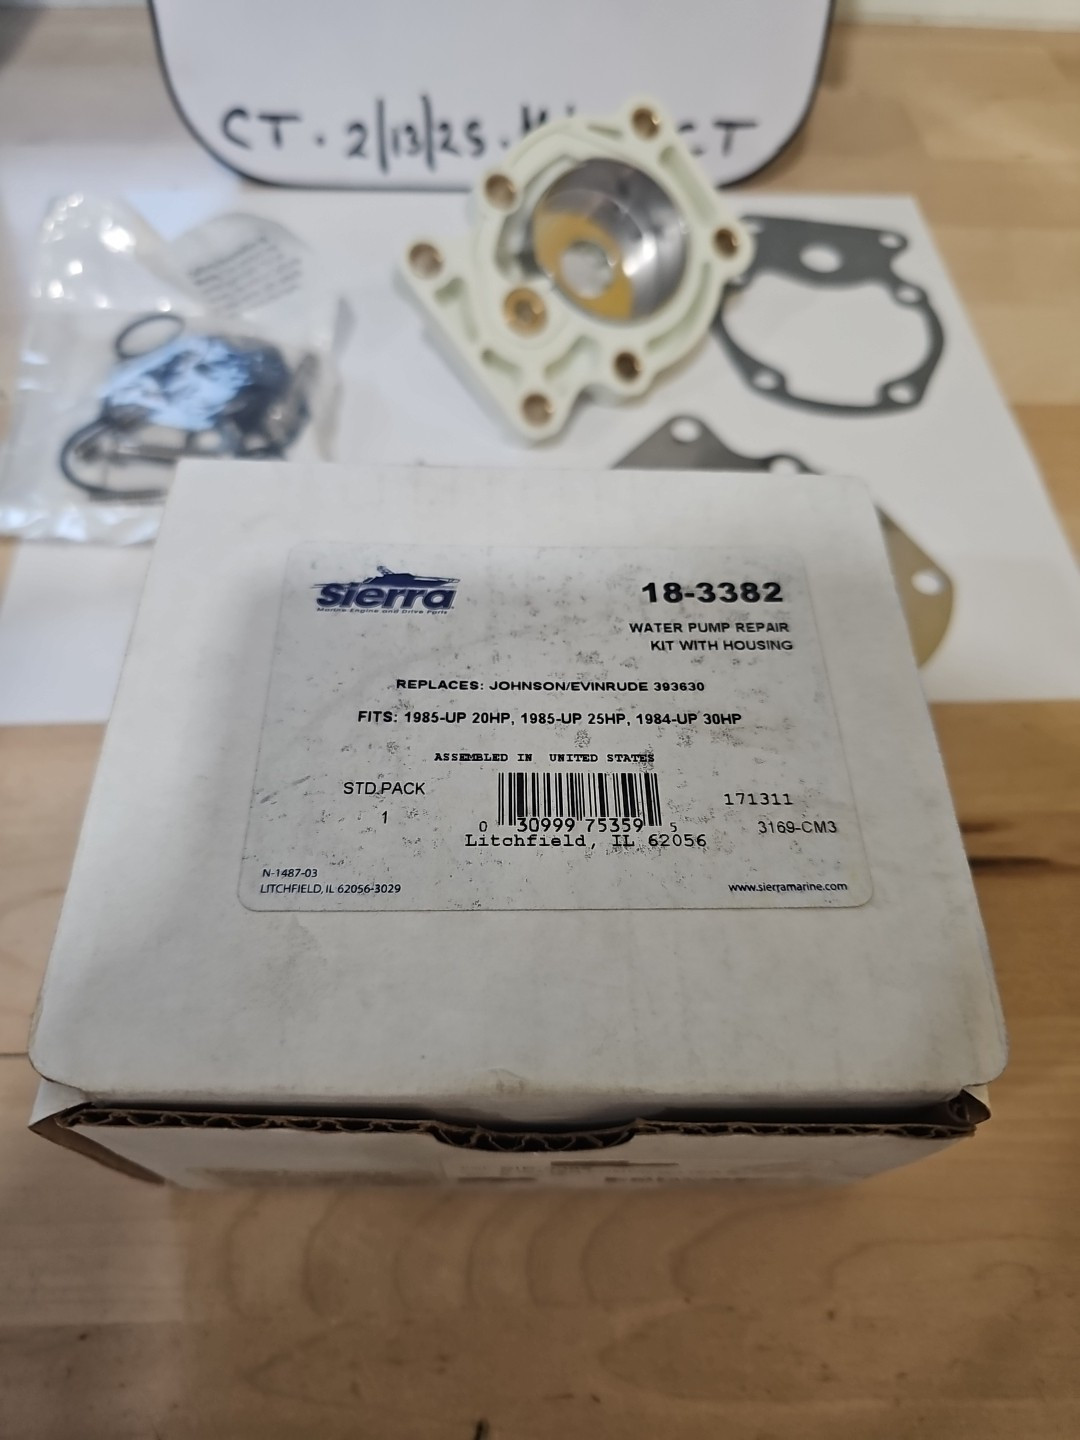 CT. 2/13/25. CT
Sierra
Marine Engine and Drive Parts
18-3382
WATER PUMP REPAIR
KIT WITH HOUSING
REPLACES: JOHNSON/EVINRUDE 393630
FITS: 1985-UP 20HP, 1985-UP 25HP, 1984-UP 30HP
ASSEMBLED IN UNITED STATES
STD.PACK
1
171311
3169-CM3
0 30999 75359 5
Litchfield, IL 62056
N-1487-03
LITCHFIELD, IL 62056-3029
www.sierramarine.com